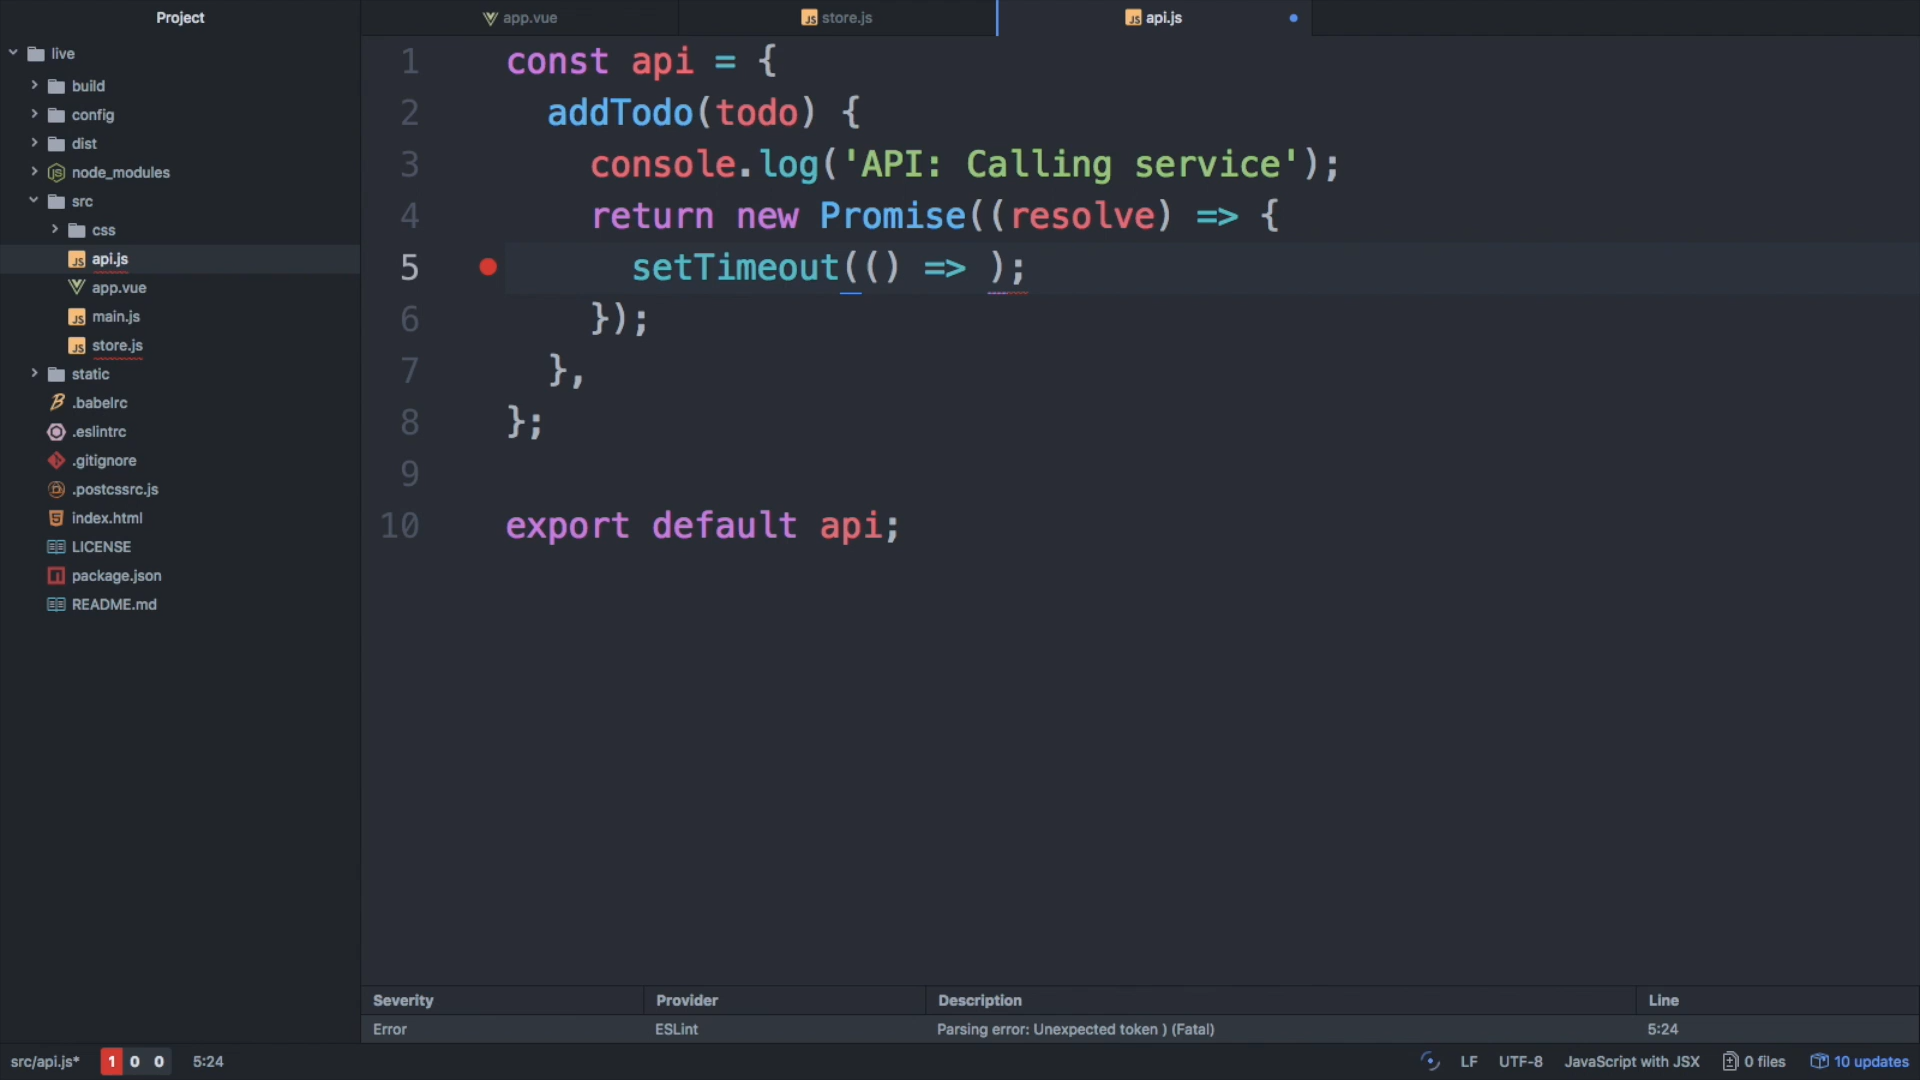 Project
live
build
config
dist
node_modules
src
css
api.js
app.vue
main.js
store.js
static
.babelrc
.eslintrc
.gitignore
.postcssrc.js
index.html
LICENSE
package.json
README.md
app.vue
store.js
api.js
1 const api = {
2 addTodo(todo) {
3 console.log('API: Calling service');
4 return new Promise((resolve) => {
5 setTimeout(() => );
6 });
7 },
8 };
9
10 export default api;
Severity Provider Description Line
Error ESLint Parsing error: Unexpected token ) (Fatal) 5:24
src/api.js* 1 0 0 5:24 LF UTF-8 JavaScript with JSX 0 files 10 updates